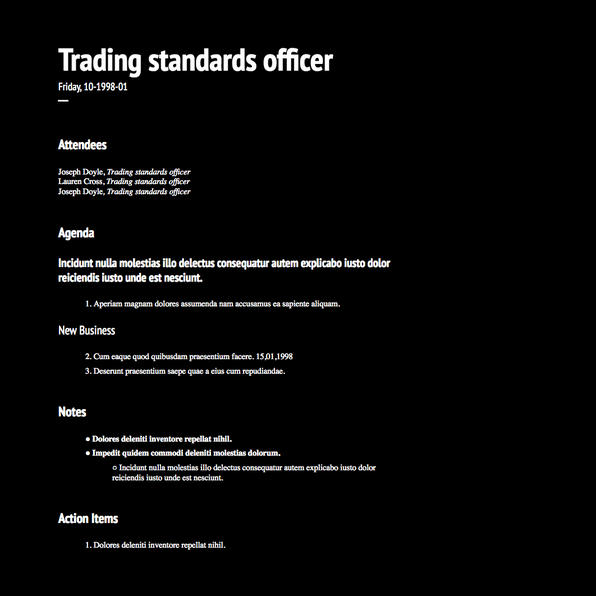 Trading standards officer
Friday, 10-1998-01
—
Attendees
Joseph Doyle, Trading standards officer
Lauren Cross, Trading standards officer
Joseph Doyle, Trading standards officer
Agenda
Incidunt nulla molestias illo delectus consequatur autem explicabo iusto dolor
reiciendis iusto unde est nesciunt.
1. Aperiam magnam dolores assumenda nam accusamus ea sapiente aliquam.
New Business
2. Cum eaque quod quibusdam praesentium facere. 15,01,1998
3. Deserunt praesentium saepe quae a eius cum repudiandae.
Notes
● Dolores deleniti inventore repellat nihil.
● Impedit quidem commodi deleniti molestias dolorum.
○ Incidunt nulla molestias illo delectus consequatur autem explicabo iusto dolor
reiciendis iusto unde est nesciunt.
Action Items
1. Dolores deleniti inventore repellat nihil.